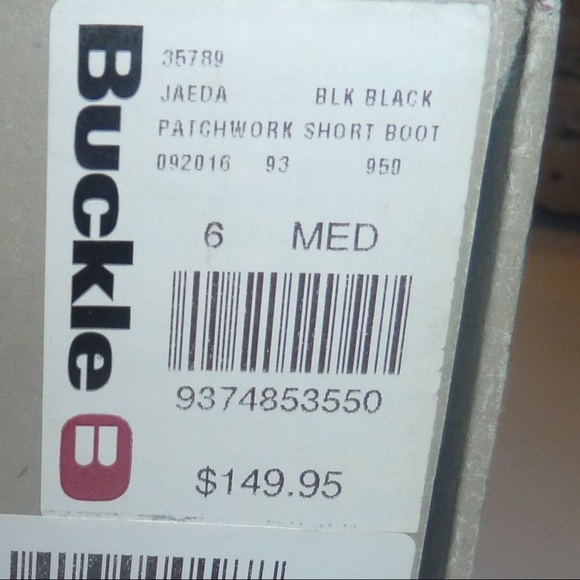 Buckle
B
35789
JAEDA BLK BLACK
PATCHWORK SHORT BOOT
092016 93 950
6 MED
9374853550
$149.95